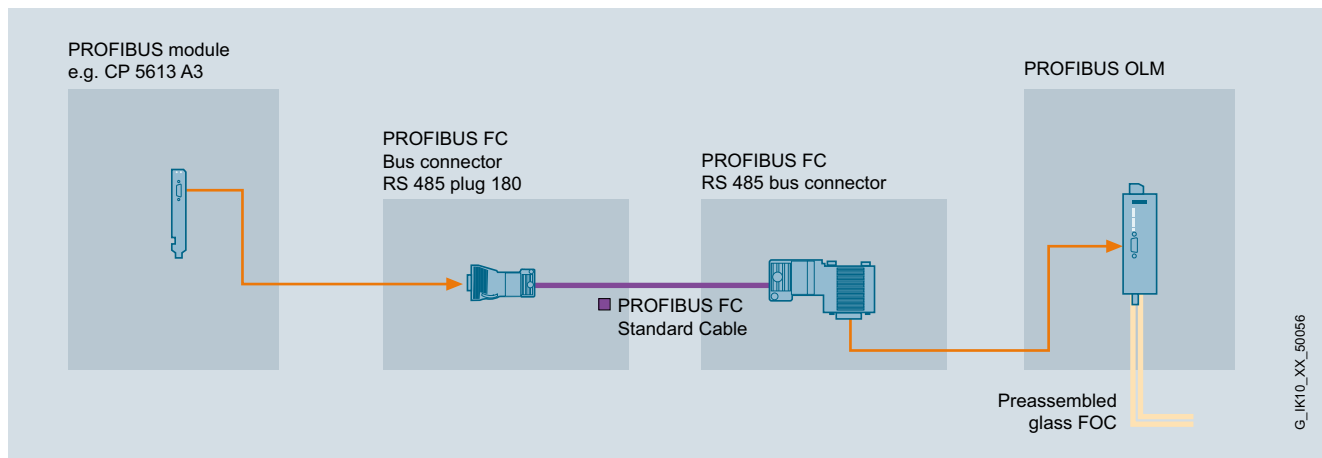 PROFIBUS module
e.g. CP 5613 A3
PROFIBUS FC
Bus connector
RS 485 plug 180
PROFIBUS FC
RS 485 bus connector
PROFIBUS OLM
PROFIBUS FC
Standard Cable
Preassembled
glass FOC
G_IK10_XX_50056